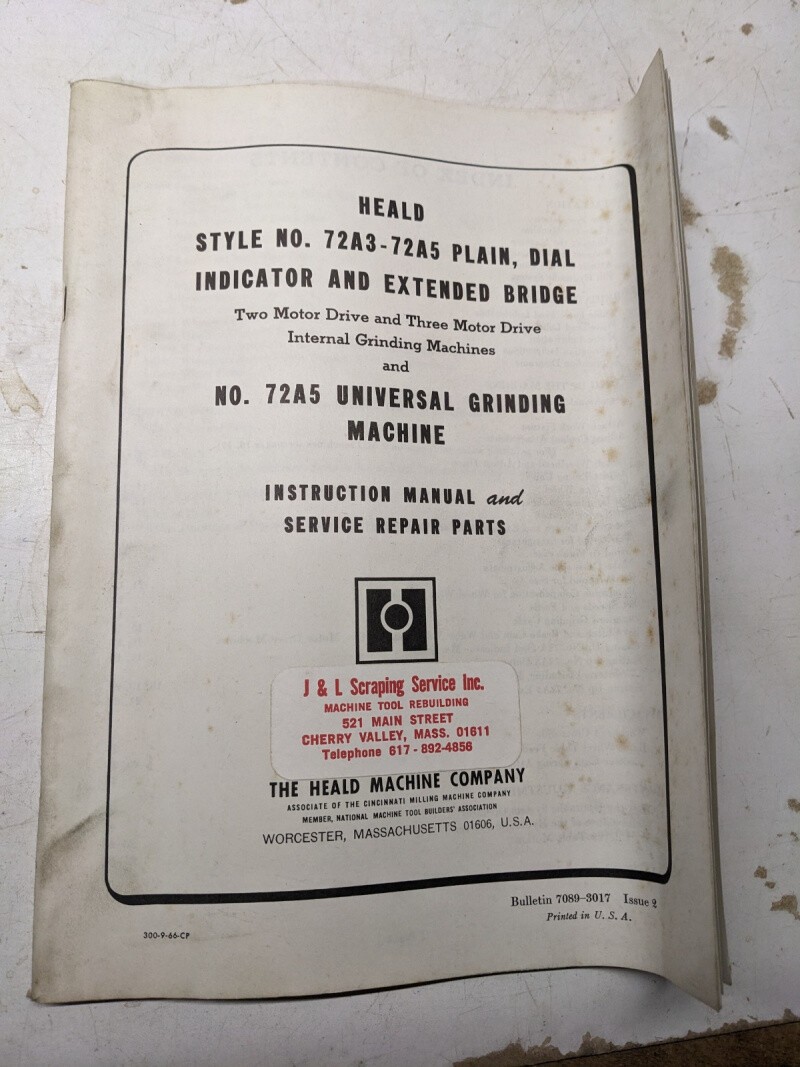 HEALD
STYLE NO. 72A3-72A5 PLAIN, DIAL
INDICATOR AND EXTENDED BRIDGE
Two Motor Drive and Three Motor Drive
Internal Grinding Machines
and
NO. 72A5 UNIVERSAL GRINDING
MACHINE
INSTRUCTION MANUAL and
SERVICE REPAIR PARTS
J & L Scraping Service Inc.
MACHINE TOOL REBUILDING
521 MAIN STREET
CHERRY VALLEY, MASS. 01611
Telephone 617 - 892-4856
THE HEALD MACHINE COMPANY
ASSOCIATE OF THE CINCINNATI MILLING MACHINE COMPANY
MEMBER, NATIONAL MACHINE TOOL BUILDERS' ASSOCIATION
WORCESTER, MASSACHUSETTS 01606, U.S.A.
Bulletin 7089-3017 Issue 2
Printed in U. S. A.
300-9-66-CP